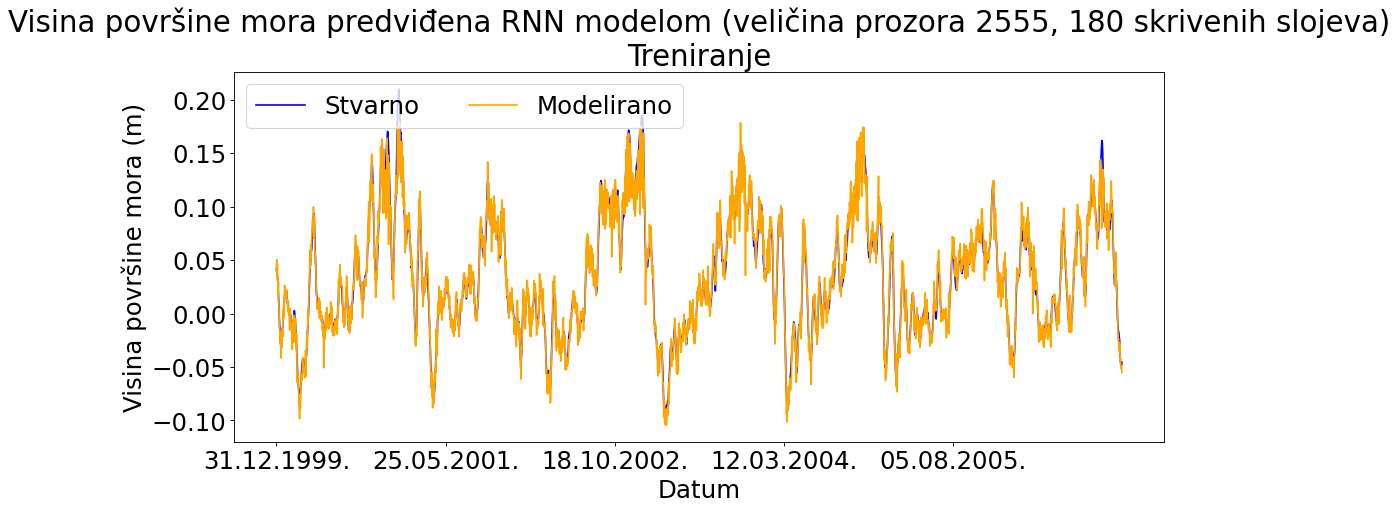 Visina površine mora predviđena RNN modelom (veličina prozora 2555, 180 skrivenih slojeva)
Treniranje
Stvarno Modelirano
Visina površine mora (m)
0.20
0.15
0.10
0.05
0.00
−0.05
−0.10
31.12.1999. 25.05.2001. 18.10.2002. 12.03.2004. 05.08.2005.
Datum